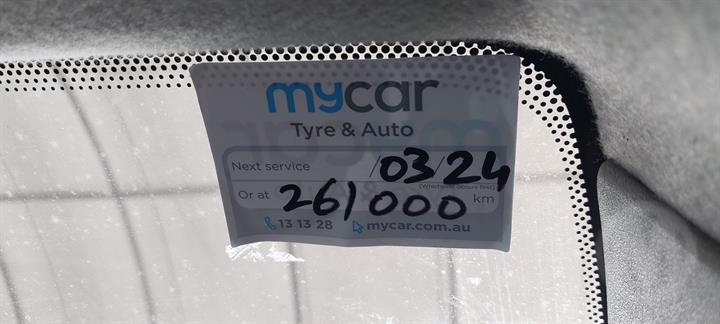 mycar
Tyre & Auto
Next service /03/24
(Whichever occurs first)
Or at 261000 km
13 13 28 mycar.com.au